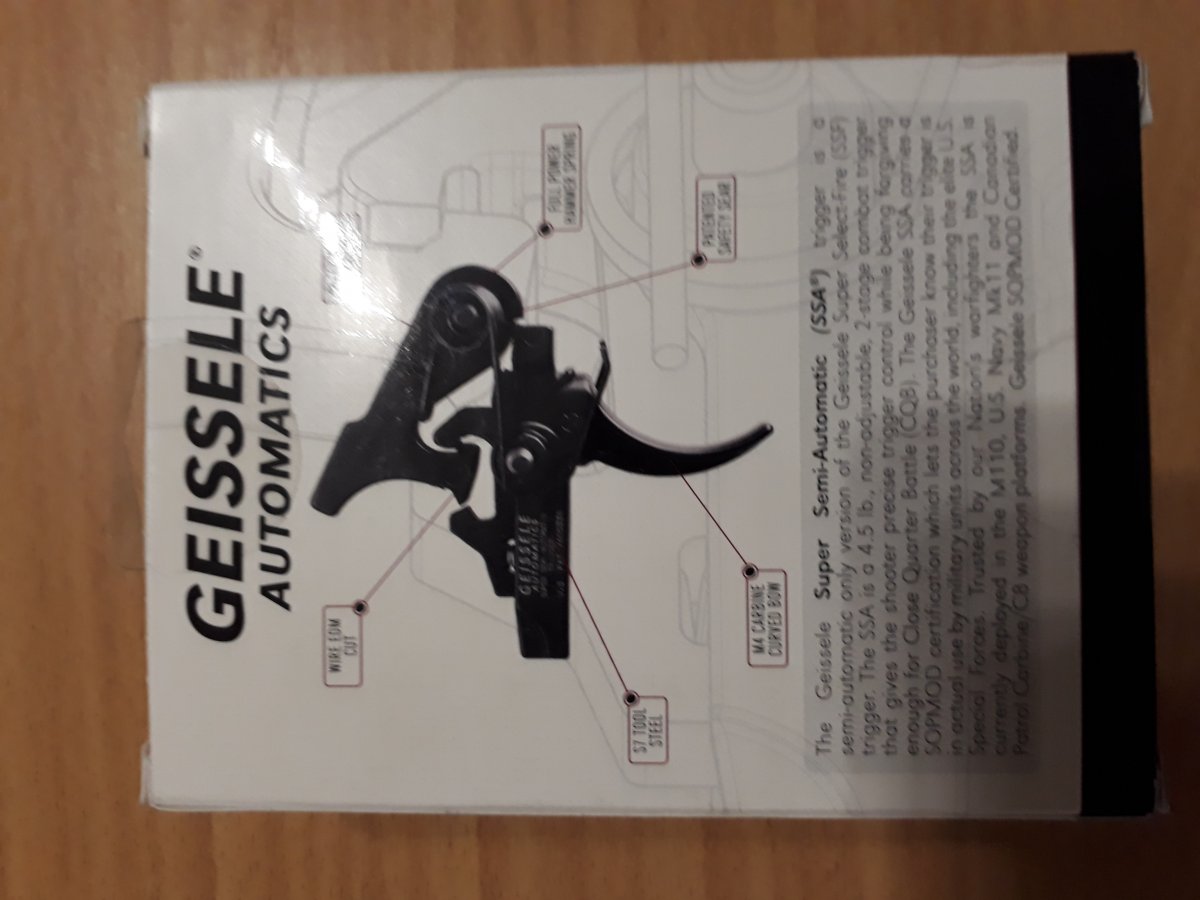 GEISSELE®
AUTOMATICS
FULL POWER
HAMMER SPRING
WIRE EDM
CUT
PATENTED
SAFETY SEAR
GEISSELE
AUTOMATICS
S7 TOOL
STEEL
M4 CARBINE
CURVED BOW
The Geissele Super Semi-Automatic (SSA®) trigger is a
semi-automatic only version of the Geissele Super Select-Fire (SSF)
trigger. The SSA is a 4.5 lb., non-adjustable, 2-stage combat trigger
that gives the shooter precise trigger control while being forgiving
enough for Close Quarter Battle (CQB). The Geissele SSA carries a
SOPMOD certification which lets the purchaser know their trigger is
in actual use by military units across the world, including the elite U.S.
Special Forces. Trusted by our Nation's warfighters the SSA is
currently deployed in the M110, U.S. Navy Mk11 and Canadian
Patrol Carbine/C8 weapon platforms. Geissele SOPMOD Certified.